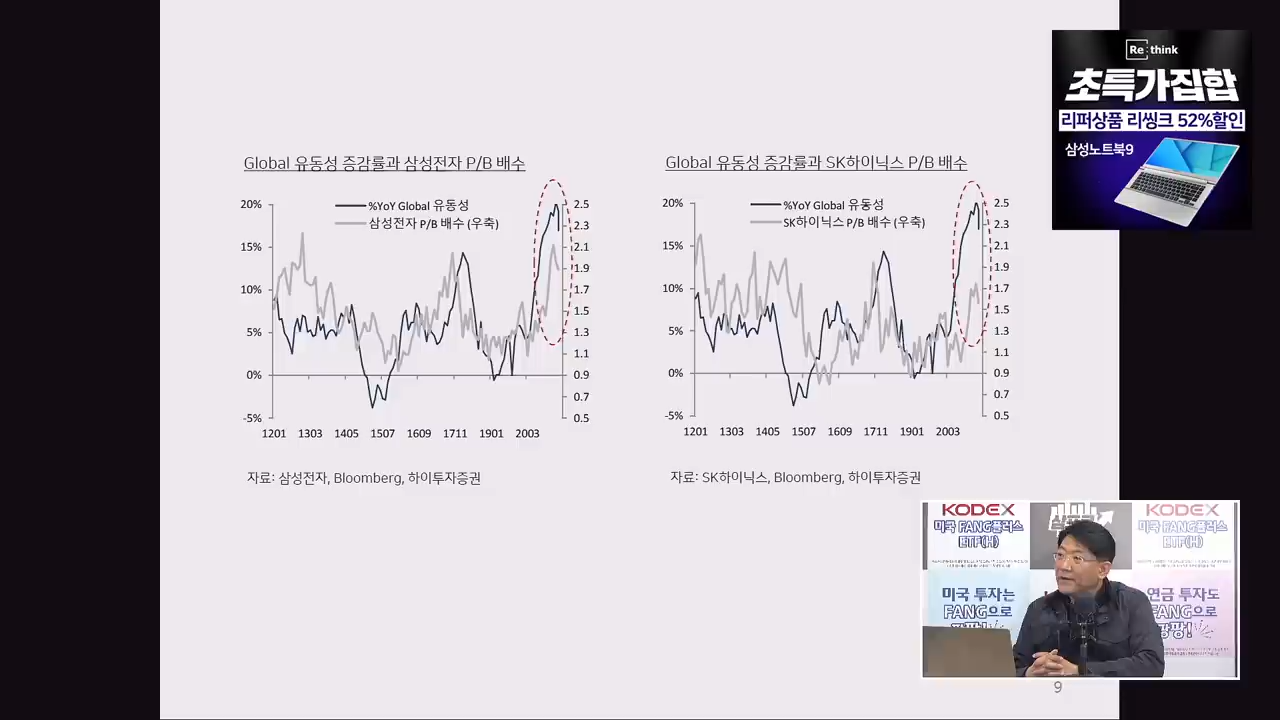 Re:think
초특가집합
리퍼상품 리씽크 52%할인
삼성노트북9
Global 유동성 증감률과 삼성전자 P/B 배수
%YoY Global 유동성
삼성전자 P/B 배수 (우축)
20%
15%
10%
5%
0%
-5%
2.5
2.3
2.1
1.9
1.7
1.5
1.3
1.1
0.9
0.7
0.5
1201 1303 1405 1507 1609 1711 1901 2003
자료: 삼성전자, Bloomberg, 하이투자증권
Global 유동성 증감률과 SK하이닉스 P/B 배수
%YoY Global 유동성
SK하이닉스 P/B 배수 (우축)
20%
15%
10%
5%
0%
-5%
2.5
2.3
2.1
1.9
1.7
1.5
1.3
1.1
0.9
0.7
0.5
1201 1303 1405 1507 1609 1711 1901 2003
자료: SK하이닉스, Bloomberg, 하이투자증권
KODEX
미국 FANG플러스
ETF(H)
KODEX
미국 FANG플러스
ETF(H)
미국 투자는
FANG으로
연금 투자도
FANG으로
9